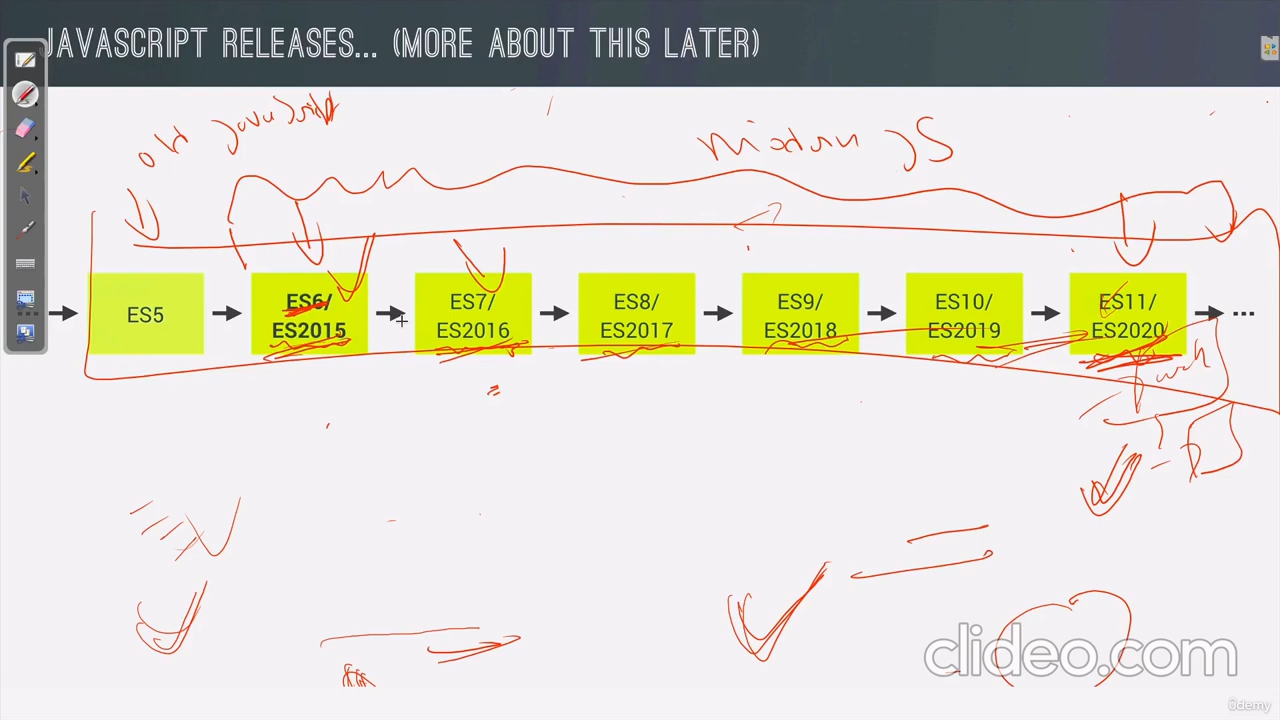 JAVASCRIPT RELEASES... (MORE ABOUT THIS LATER)
old JavaScript
Modern JS
ES5
ES6/
ES2015
ES7/
ES2016
ES8/
ES2017
ES9/
ES2018
ES10/
ES2019
ES11/
ES2020
...
clideo.com
ûdemy